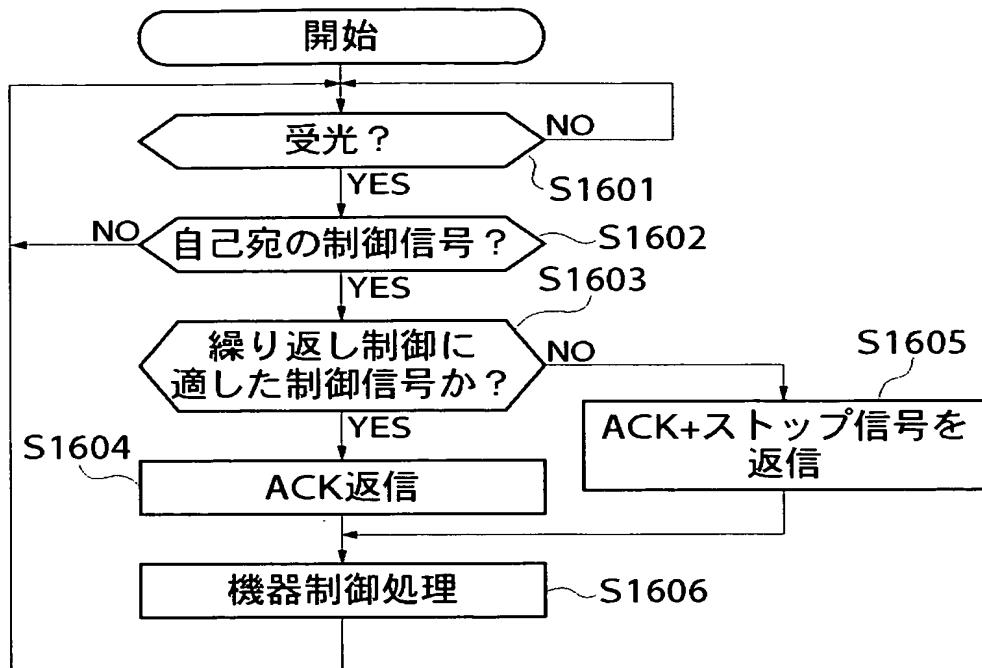 開始
受光？
NO
S1601
YES
NO
自己宛の制御信号？
S1602
YES
S1603
繰り返し制御に
適した制御信号か？
NO
S1605
YES
ACK+ストップ信号を
返信
S1604
ACK返信
機器制御処理
S1606